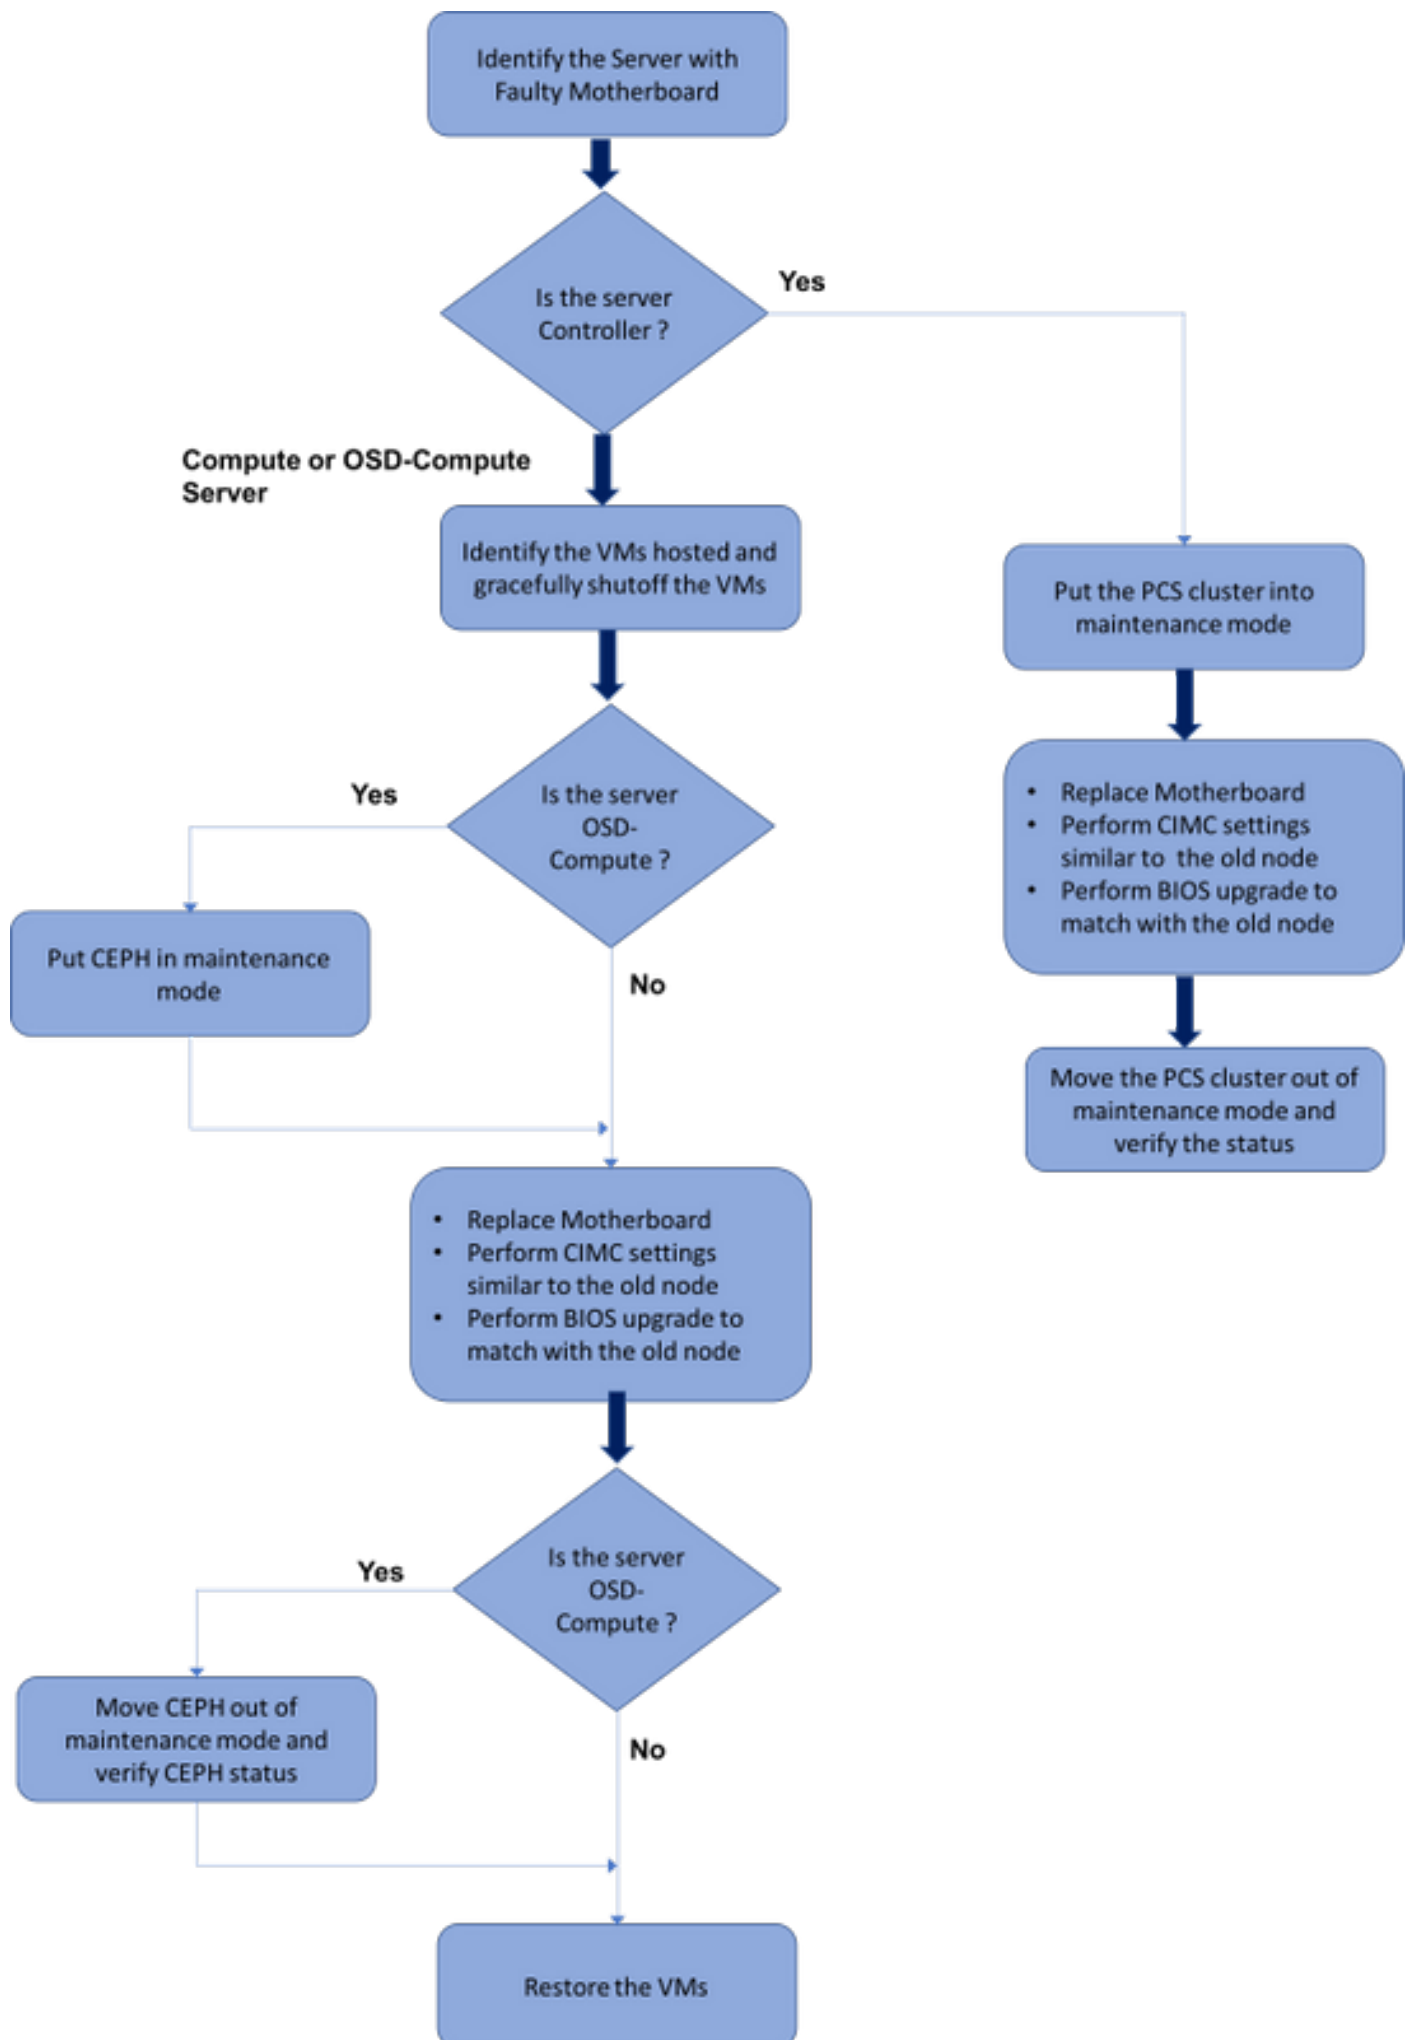 Identify the Server with
Faulty Motherboard
Is the server
Controller ?
Yes
Compute or OSD-Compute
Server
Identify the VMs hosted and
gracefully shutoff the VMs
Put the PCS cluster into
maintenance mode
Is the server
OSD-
Compute ?
Yes
No
• Replace Motherboard
• Perform CIMC settings
similar to  the old node
• Perform BIOS upgrade to
match with the old node
Put CEPH in maintenance
mode
Move the PCS cluster out of
maintenance mode and
verify the status
• Replace Motherboard
• Perform CIMC settings
similar to the old node
• Perform BIOS upgrade to
match with the old node
Is the server
OSD-
Compute ?
Yes
No
Move CEPH out of
maintenance mode and
verify CEPH status
Restore the VMs